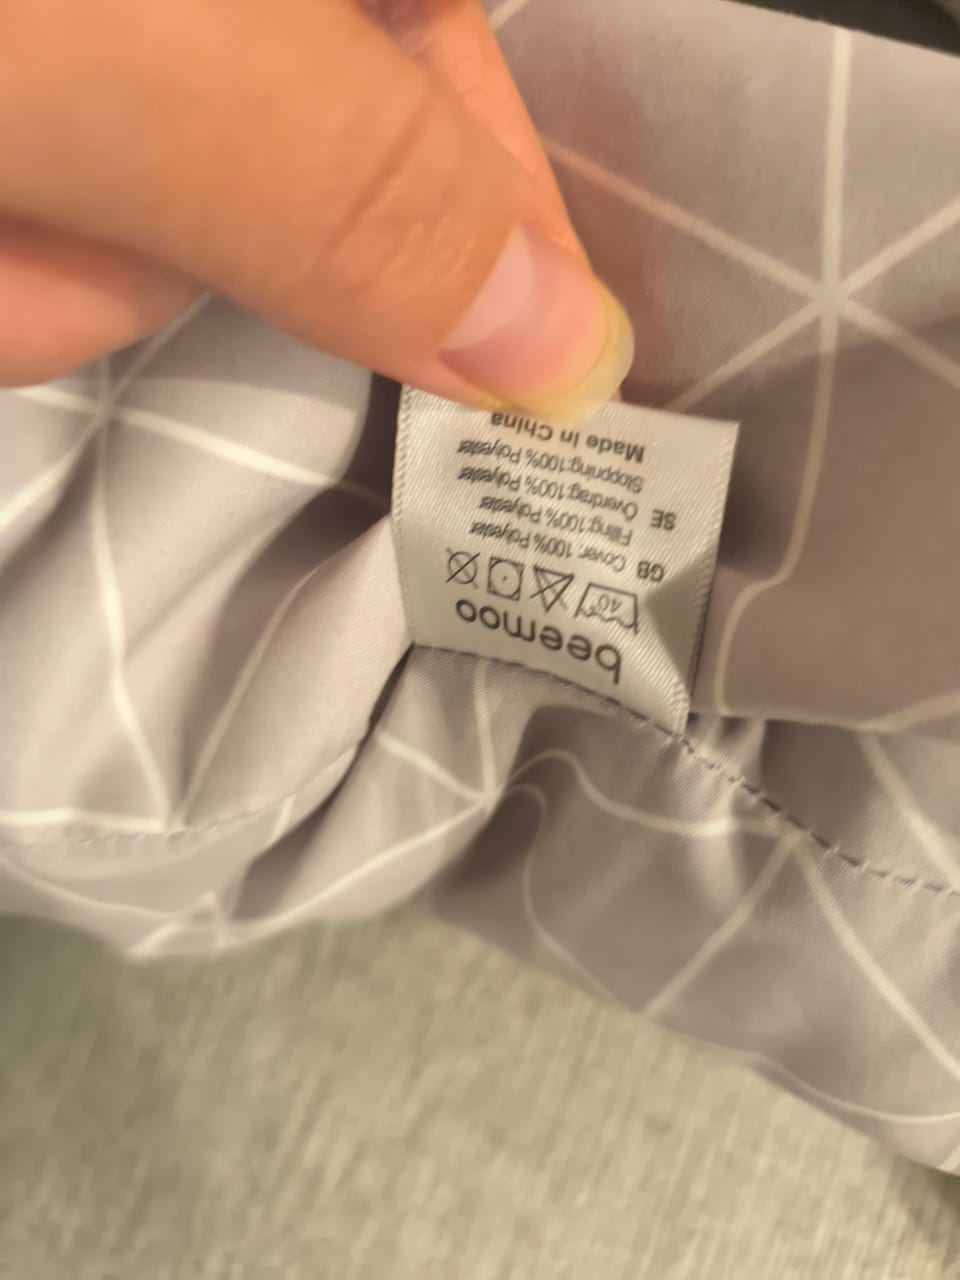 beemoo
40°
GB Cover: 100% Polyester
Filling:100% Polyester
SE Overdrag:100% Polyester
Stoppning:100% Polyester
Made in China